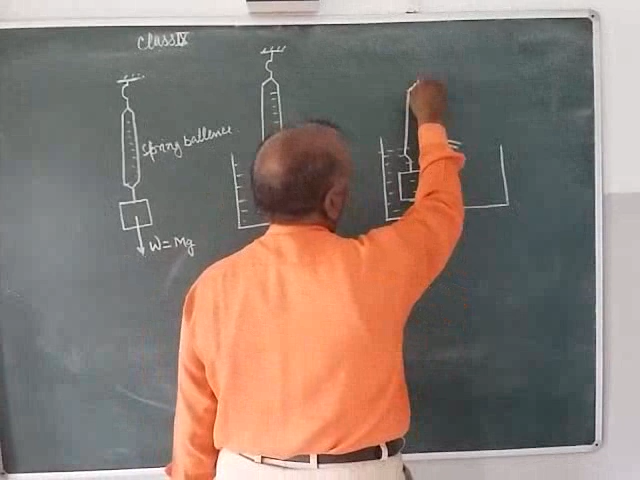 Class IX
Spring ballence
W = Mg